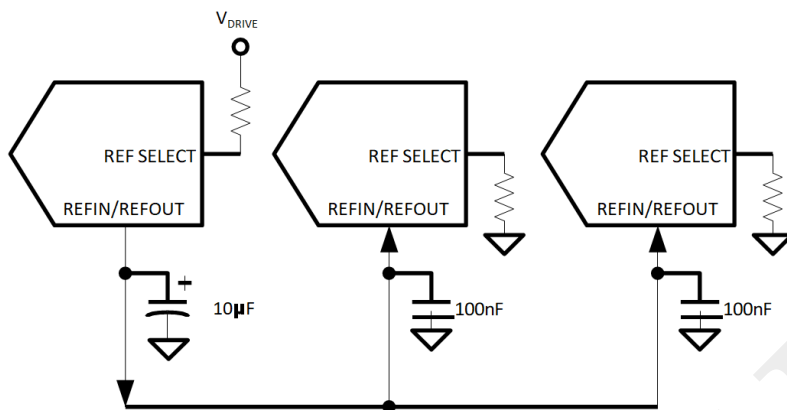 VDRIVE
REF SELECT
REFIN/REFOUT
REF SELECT
REFIN/REFOUT
REF SELECT
REFIN/REFOUT
+
10µF
100nF
100nF